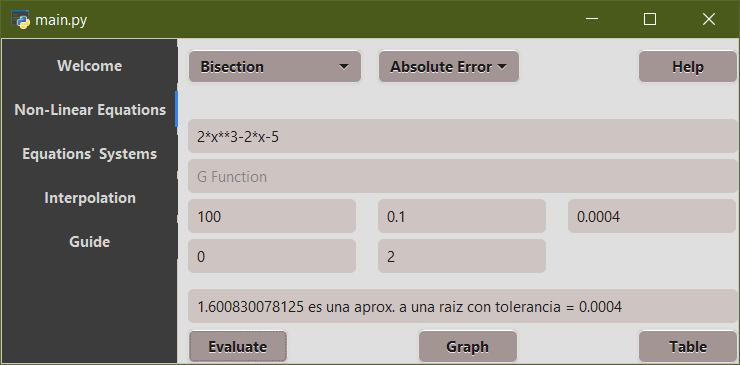 main.py
Welcome
Non-Linear Equations
Equations' Systems
Interpolation
Guide
Bisection
Absolute Error
Help
2*x**3-2*x-5
G Function
100
0.1
0.0004
0
2
1.600830078125 es una aprox. a una raiz con tolerancia = 0.0004
Evaluate
Graph
Table